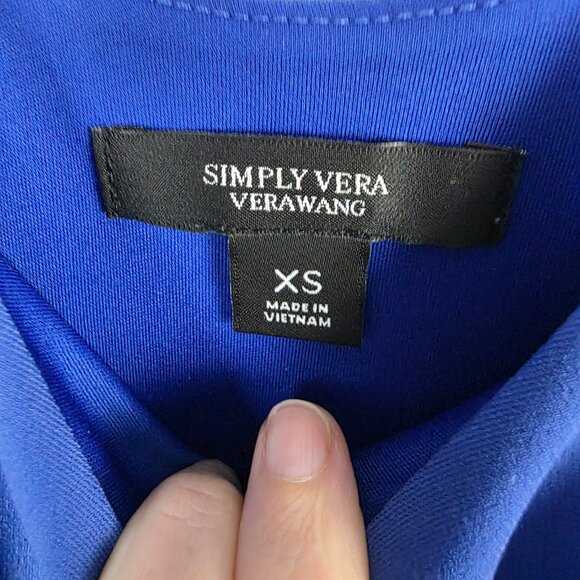 SIMPLY VERA
VERAWANG
XS
MADE IN
VIETNAM